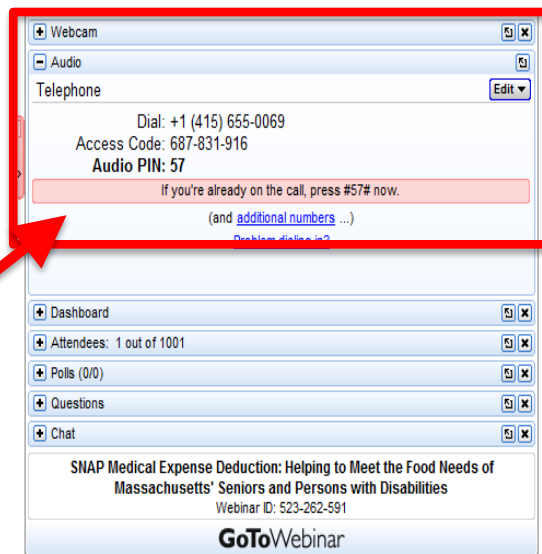 Webcam
Audio
Telephone
Edit
Dial: +1 (415) 655-0069
Access Code: 687-831-916
Audio PIN: 57
If you're already on the call, press #57# now.
(and additional numbers ...)
Problem dialing in?
Dashboard
Attendees: 1 out of 1001
Polls (0/0)
Questions
Chat
SNAP Medical Expense Deduction: Helping to Meet the Food Needs of
Massachusetts' Seniors and Persons with Disabilities
Webinar ID: 523-262-591
GoToWebinar